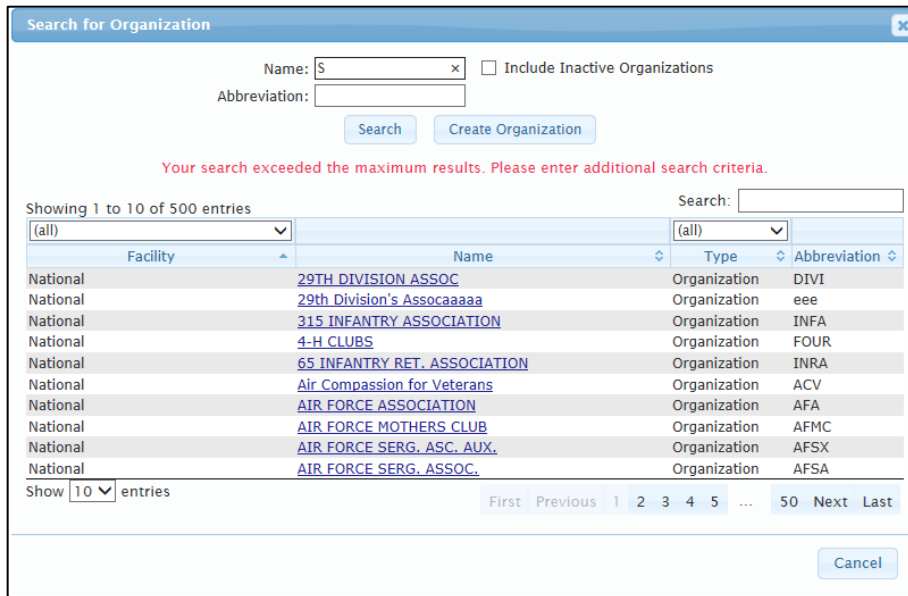 Search for Organization
Name: S × Include Inactive Organizations
Abbreviation:
Search Create Organization
Your search exceeded the maximum results. Please enter additional search criteria.
Showing 1 to 10 of 500 entries Search:
(all) (all)
Facility Name Type Abbreviation
National 29TH DIVISION ASSOC Organization DIVI
National 29th Division's Assocaaaaa Organization eee
National 315 INFANTRY ASSOCIATION Organization INFA
National 4-H CLUBS Organization FOUR
National 65 INFANTRY RET. ASSOCIATION Organization INRA
National Air Compassion for Veterans Organization ACV
National AIR FORCE ASSOCIATION Organization AFA
National AIR FORCE MOTHERS CLUB Organization AFMC
National AIR FORCE SERG. ASC. AUX. Organization AFSX
National AIR FORCE SERG. ASSOC. Organization AFSA
Show 10 entries First Previous 1 2 3 4 5 ... 50 Next Last
Cancel